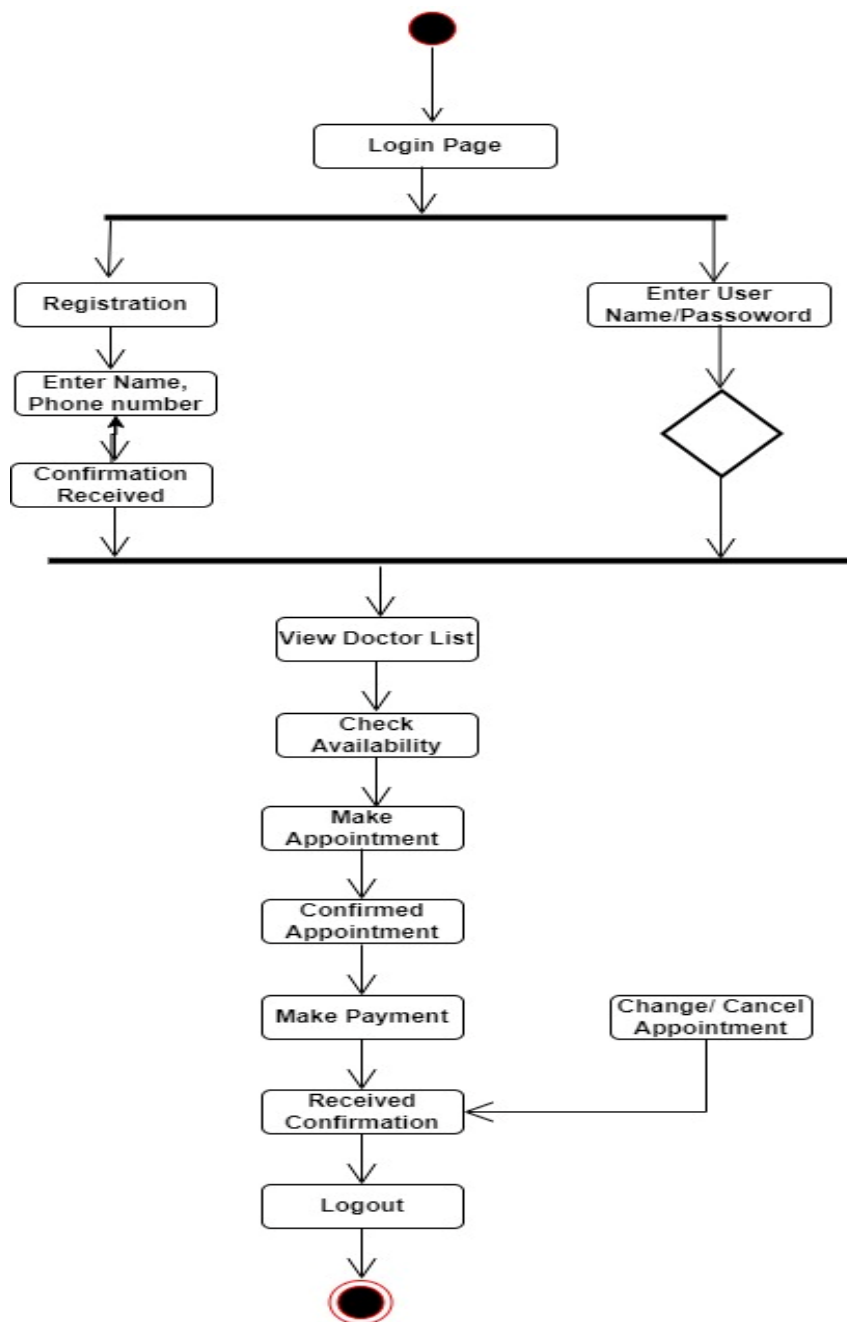 Login Page
Registration
Enter User
Name/Passoword
Enter Name,
Phone number
Confirmation
Received
View Doctor List
Check
Availability
Make
Appointment
Confirmed
Appointment
Make Payment
Change/ Cancel
Appointment
Received
Confirmation
Logout